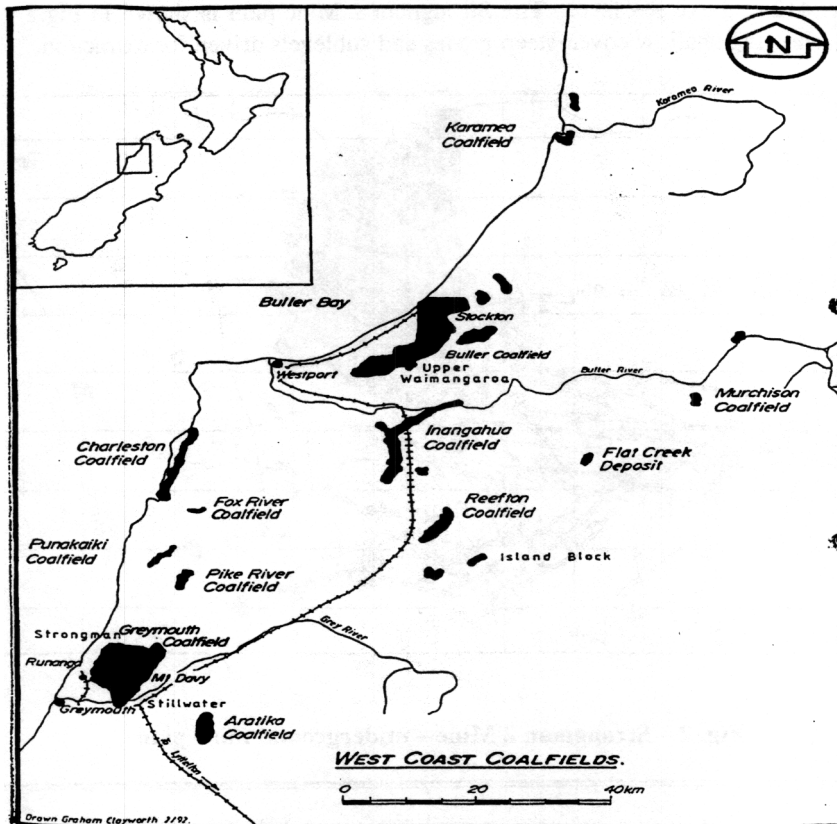 N
Karamea River
Karamea
Coalfield
Buller Bay
Stockton
Buller Coalfield
Westport
Upper
Waimangaroa
Buller River
Murchison
Coalfield
Inangahua
Coalfield
Charleston
Coalfield
Flat Creek
Deposit
Fox River
Coalfield
Reefton
Coalfield
Punakaiki
Coalfield
Island Block
Pike River
Coalfield
Strongman
Greymouth
Coalfield
Grey River
Runanga
Mt Davy
Greymouth
Stillwater
Aratika
Coalfield
To Lyttelton
WEST COAST COALFIELDS.
0 20 40km
Drawn Graham Clayworth 2/92.